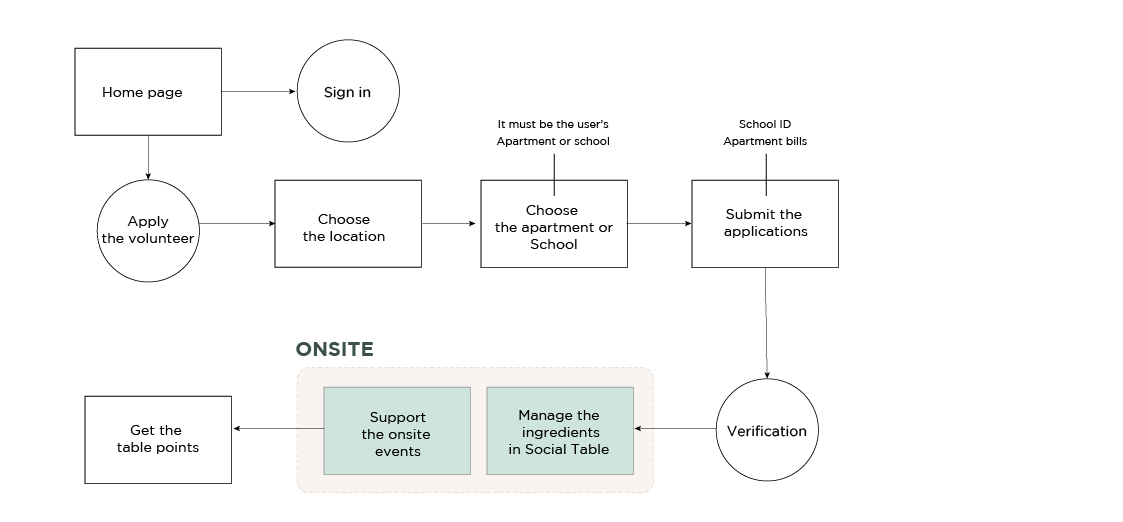 Home page
Sign in
It must be the user's
Apartment or school
School ID
Apartment bills
Apply
the volunteer
Choose
the location
Choose
the apartment or
School
Submit the
applications
ONSITE
Get the
table points
Support
the onsite
events
Manage the
ingredients
in Social Table
Verification